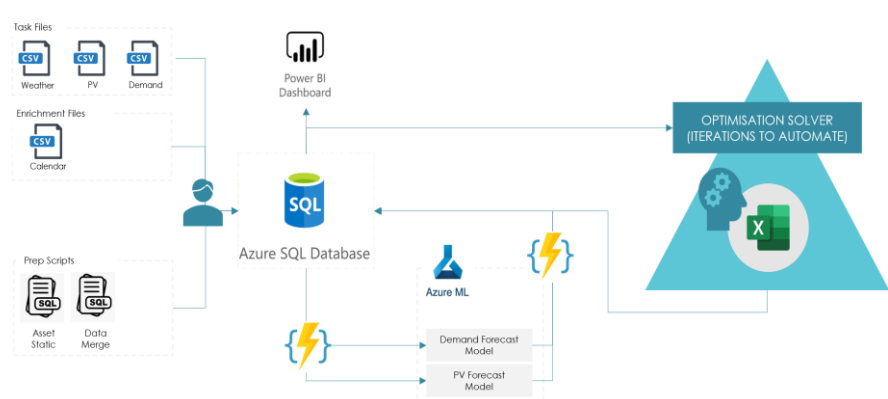 Task Files
CSV
CSV
CSV
Weather
PV
Demand
Enrichment Files
CSV
Calendar
Prep Scripts
SQL
SQL
Asset
Static
Data
Merge
Power BI
Dashboard
SQL
Azure SQL Database
Azure ML
Demand Forecast
Model
PV Forecast
Model
OPTIMISATION SOLVER
(ITERATIONS TO AUTOMATE)
X